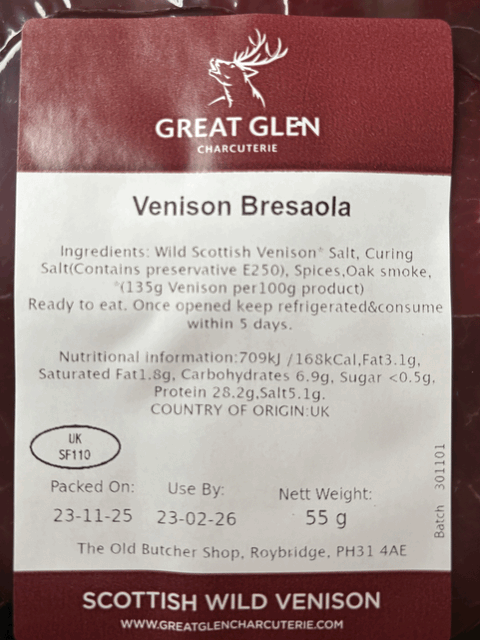 GREAT GLEN
CHARCUTERIE
Venison Bresaola
Ingredients: Wild Scottish Venison* Salt, Curing
Salt(Contains preservative E250), Spices,Oak smoke,
*(135g Venison per100g product)
Ready to eat. Once opened keep refrigerated&consume
within 5 days.
Nutritional information:709kJ /168kCal,Fat3.1g,
Saturated Fat1.8g, Carbohydrates 6.9g, Sugar <0.5g,
Protein 28.2g,Salt5.1g.
COUNTRY OF ORIGIN:UK
UK
SF110
Packed On: Use By: Nett Weight:
23-11-25 23-02-26 55 g
Batch 301101
The Old Butcher Shop, Roybridge, PH31 4AE
SCOTTISH WILD VENISON
WWW.GREATGLENCHARCUTERIE.COM